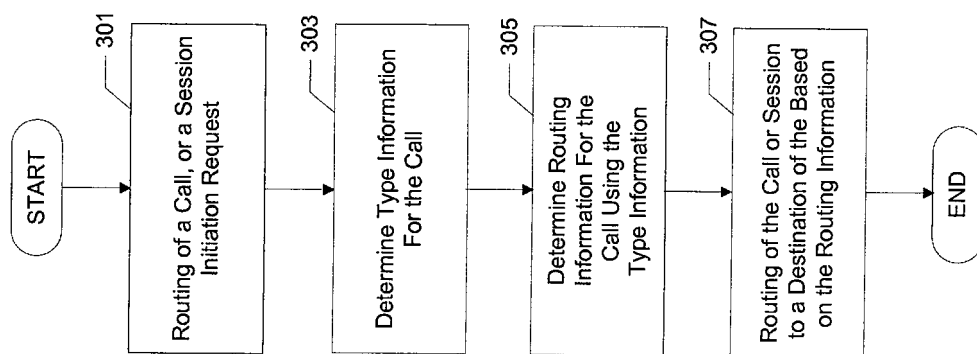 START
301
Routing of a Call, or a Session
Initiation Request
303
Determine Type Information
For the Call
305
Determine Routing
Information For the
Call Using the
Type Information
307
Routing of the Call or Session
to a Destination of the Based
on the Routing Information
END